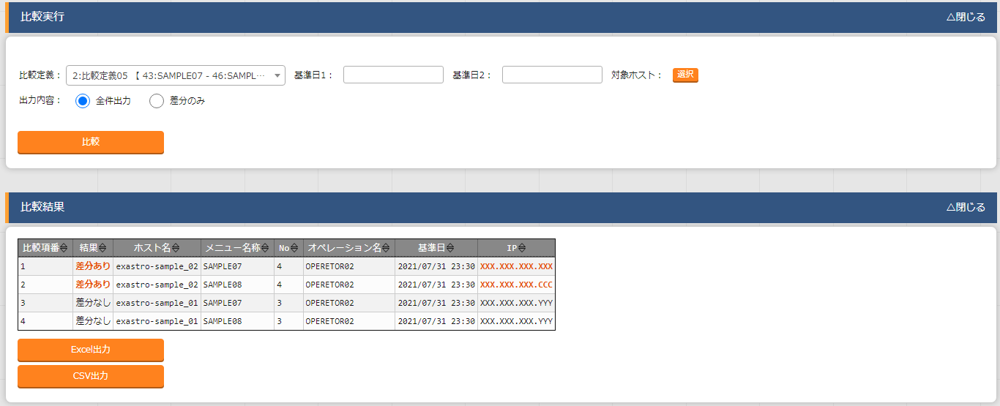 比較実行 △閉じる
比較定義： 2:比較定義05 【 43:SAMPLE07 - 46:SAMPL… 基準日1： 基準日2： 対象ホスト： 選択
出力内容： 全件出力 差分のみ
比較
比較結果 △閉じる
比較項番 結果 ホスト名 メニュー名称 No オペレーション名 基準日 IP
1 差分あり exastro-sample_02 SAMPLE07 4 OPERETOR02 2021/07/31 23:30 XXX.XXX.XXX.XXX
2 差分あり exastro-sample_02 SAMPLE08 4 OPERETOR02 2021/07/31 23:30 XXX.XXX.XXX.CCC
3 差分なし exastro-sample_01 SAMPLE07 3 OPERETOR02 2021/07/31 23:30 XXX.XXX.XXX.YYY
4 差分なし exastro-sample_01 SAMPLE08 3 OPERETOR02 2021/07/31 23:30 XXX.XXX.XXX.YYY
Excel出力
CSV出力